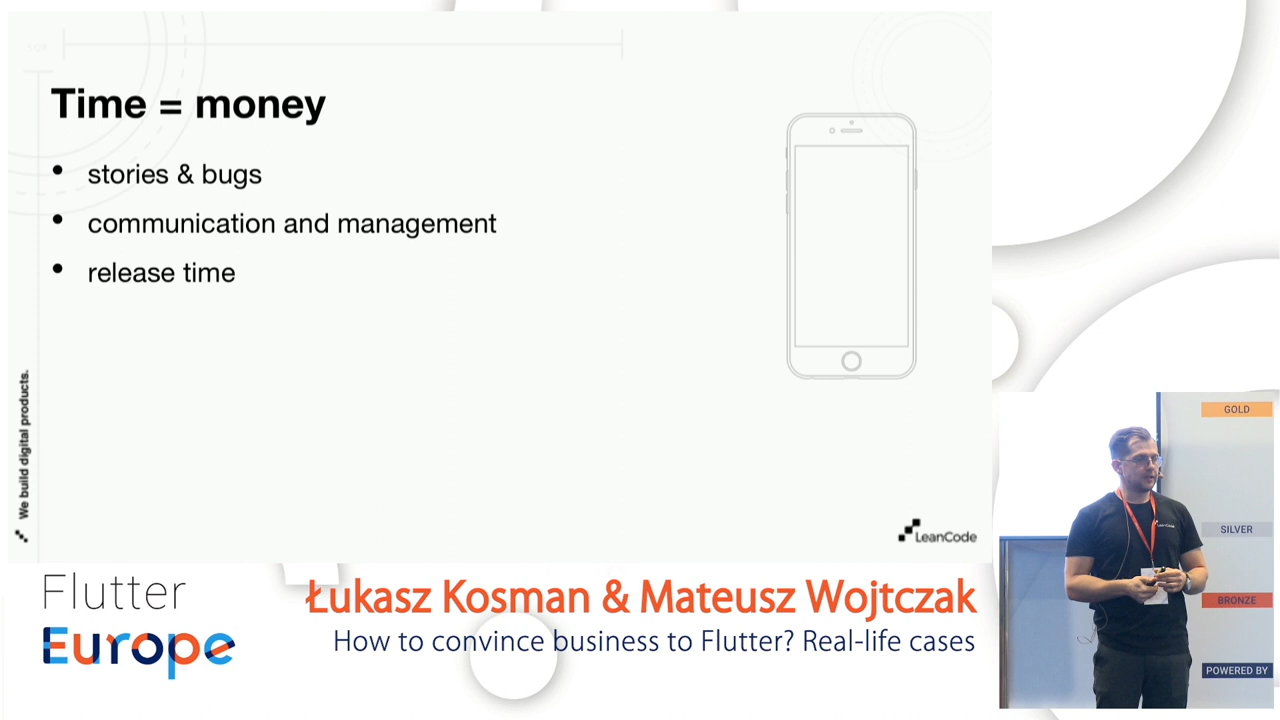 Time = money
stories & bugs
communication and management
release time
We build digital products.
LeanCode
Flutter
Europe
Łukasz Kosman & Mateusz Wojtczak
How to convince business to Flutter? Real-life cases
GOLD
SILVER
BRONZE
POWERED BY